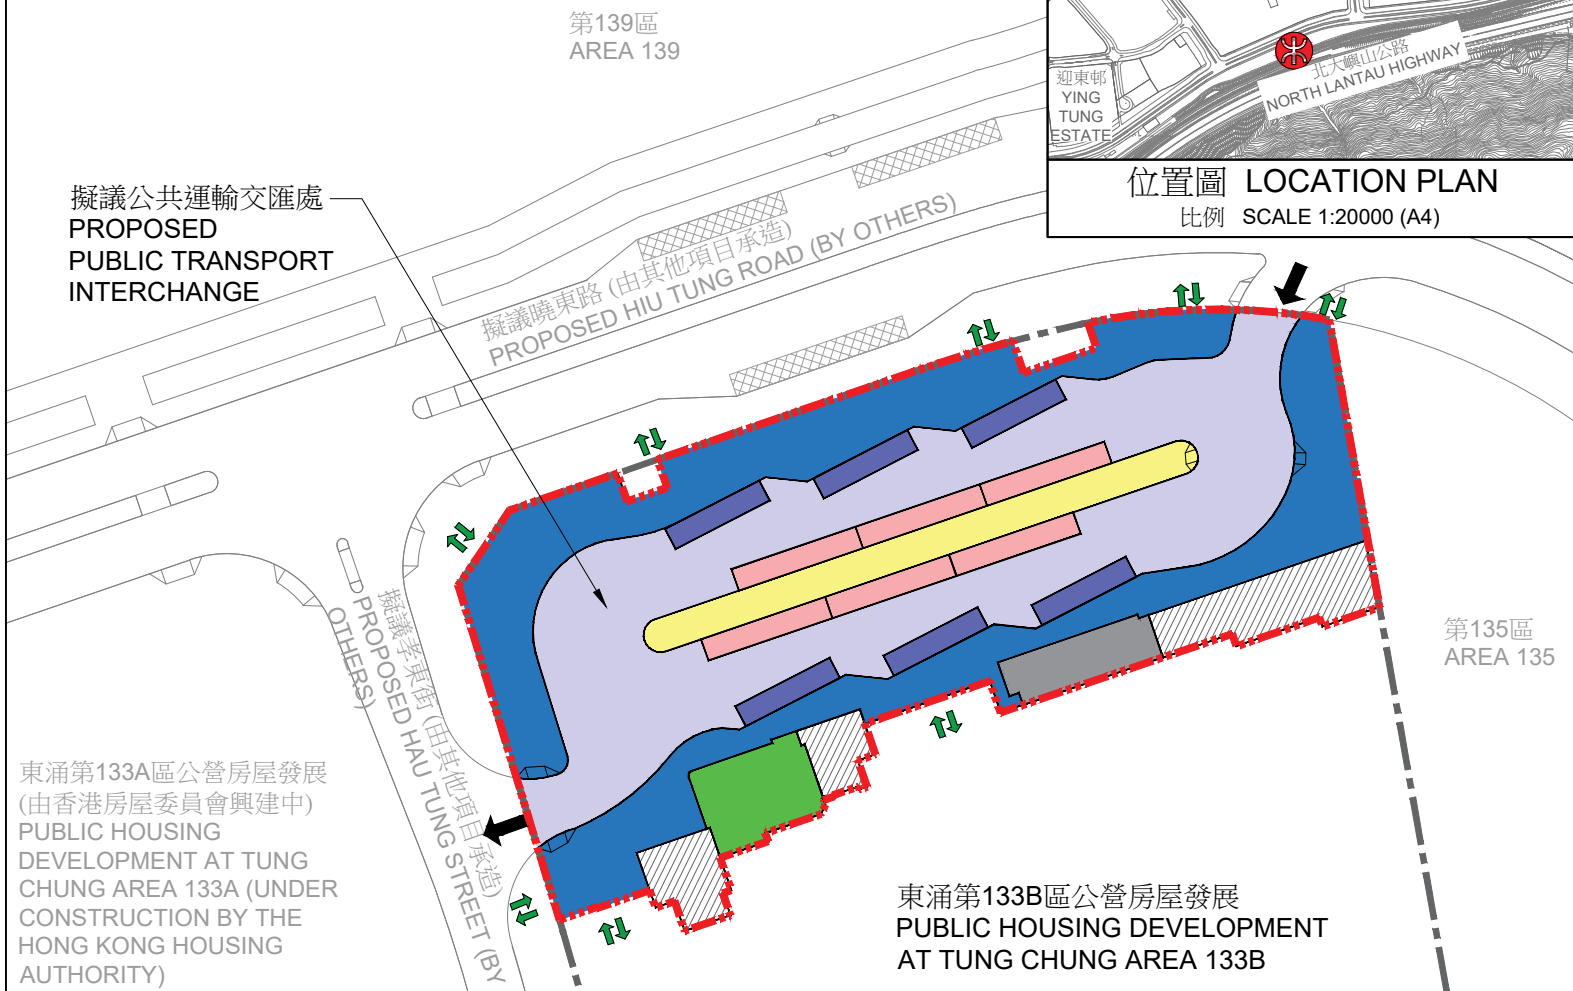 第139區
AREA 139
迎東邨
YING
TUNG
ESTATE
北大嶼山公路
NORTH LANTAU HIGHWAY
位置圖 LOCATION PLAN
比例 SCALE 1:20000 (A4)
擬議公共運輸交匯處
PROPOSED
PUBLIC TRANSPORT
INTERCHANGE
擬議曉東路 (由其他項目承造)
PROPOSED HIU TUNG ROAD (BY OTHERS)
擬議孝東街 (由其他項目承造)
PROPOSED HAU TUNG STREET (BY
OTHERS)
第135區
AREA 135
東涌第133A區公營房屋發展
(由香港房屋委員會興建中)
PUBLIC HOUSING
DEVELOPMENT AT TUNG
CHUNG AREA 133A (UNDER
CONSTRUCTION BY THE
HONG KONG HOUSING
AUTHORITY)
東涌第133B區公營房屋發展
PUBLIC HOUSING DEVELOPMENT
AT TUNG CHUNG AREA 133B